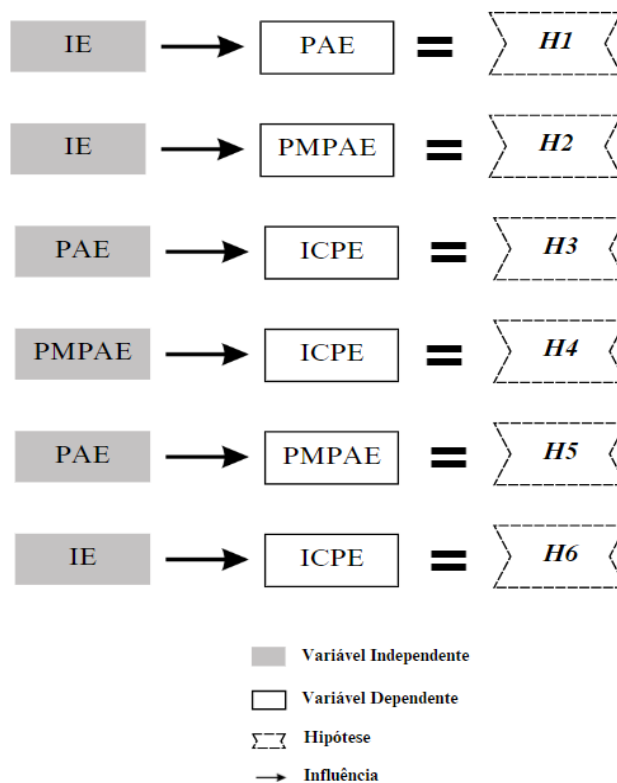 IE PAE = H1
IE PMPAE = H2
PAE ICPE = H3
PMPAE ICPE = H4
PAE PMPAE = H5
IE ICPE = H6
Variável Independente
Variável Dependente
Hipótese
Influência